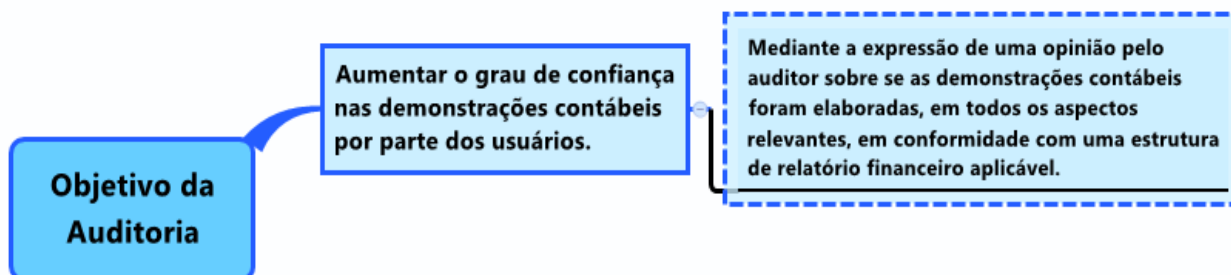 Objetivo da
Auditoria
Aumentar o grau de confiança
nas demonstrações contábeis
por parte dos usuários.
Mediante a expressão de uma opinião pelo
auditor sobre se as demonstrações contábeis
foram elaboradas, em todos os aspectos
relevantes, em conformidade com uma estrutura
de relatório financeiro aplicável.